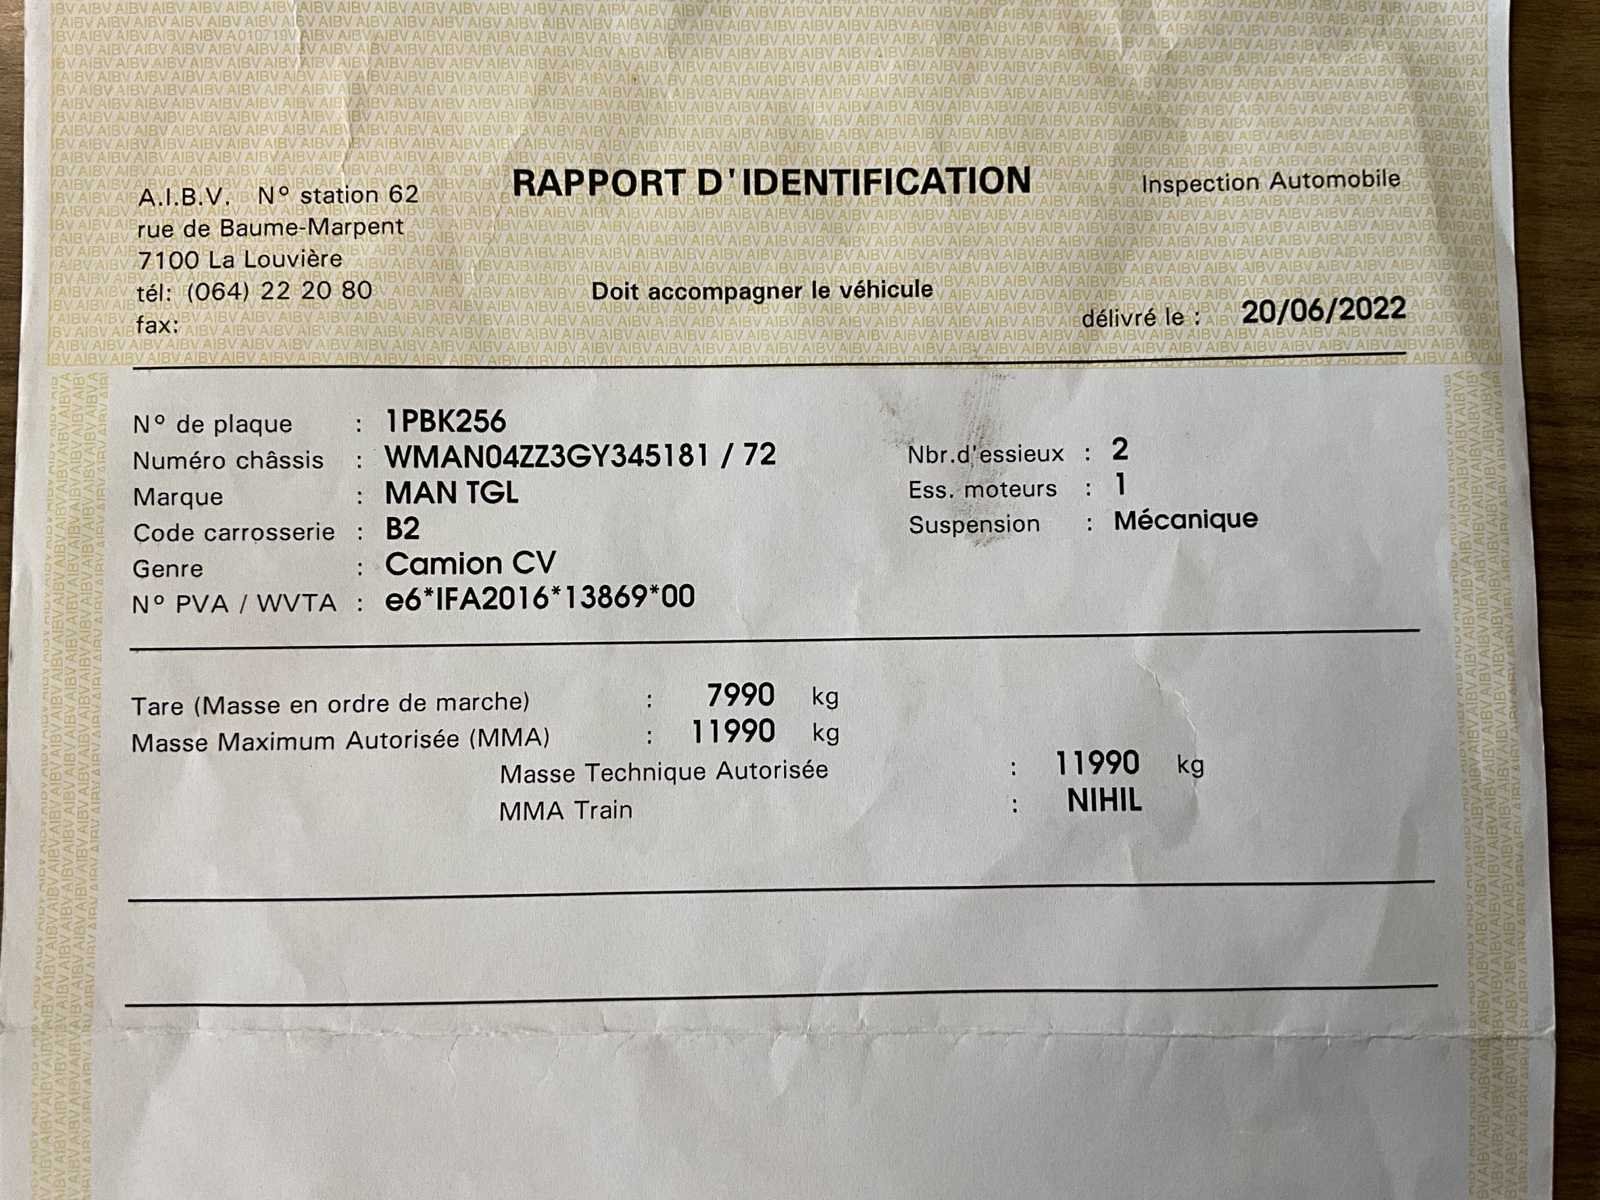 RAPPORT D'IDENTIFICATION
Inspection Automobile
A.I.B.V. N° station 62
rue de Baume-Marpent
7100 La Louvière
tél: (064) 22 20 80
fax:
Doit accompagner le véhicule
délivré le : 20/06/2022
N° de plaque : 1PBK256
Numéro châssis : WMAN04ZZ3GY345181 / 72
Marque : MAN TGL
Code carrosserie : B2
Genre : Camion CV
N° PVA / WVTA : e6*IFA2016*13869*00
Nbr.d'essieux : 2
Ess. moteurs : 1
Suspension : Mécanique
Tare (Masse en ordre de marche) : 7990 kg
Masse Maximum Autorisée (MMA) : 11990 kg
Masse Technique Autorisée : 11990 kg
MMA Train : NIHIL